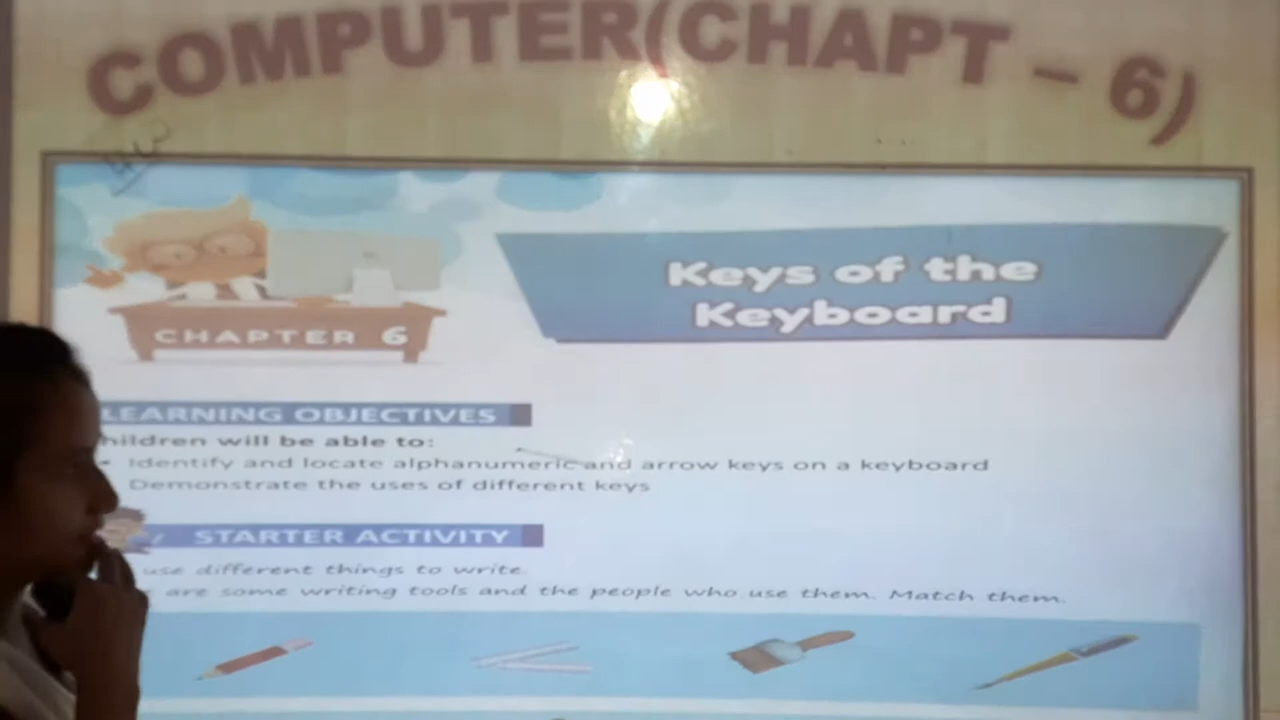 COMPUTER(CHAPT – 6)
Keys of the
Keyboard
CHAPTER 6
LEARNING OBJECTIVES
hildren will be able to:
• Identify and locate alphanumeric and arrow keys on a keyboard
Demonstrate the uses of different keys
STARTER ACTIVITY
use different things to write.
are some writing tools and the people who use them. Match them.